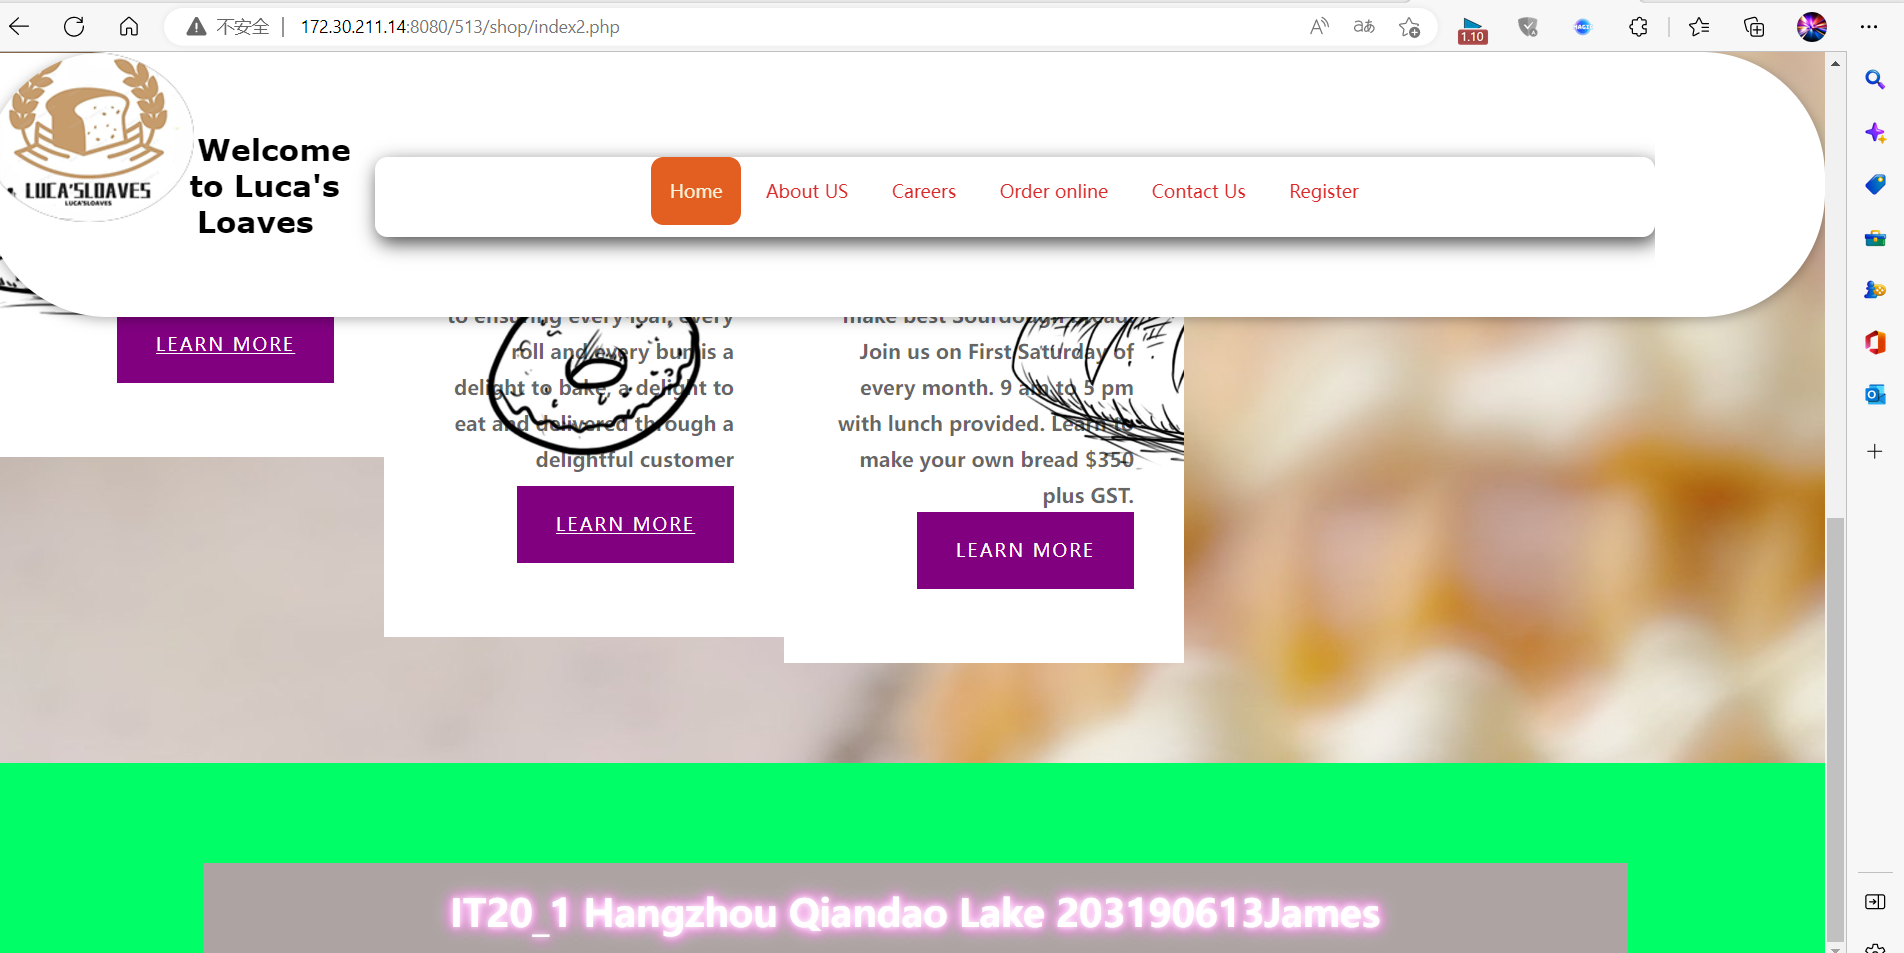 不安全
172.30.211.14:8080/513/shop/index2.php
1.10
LUCA'SLOAVES
LUCA'SLOAVES
Welcome
to Luca's
Loaves
Home
About US
Careers
Order online
Contact Us
Register
LEARN MORE
to ensuring every loaf, every
roll and every bun is a
delight to bake, a delight to
eat and delivered through a
delightful customer
LEARN MORE
make best Sourdough
Join us on First Saturday of
every month. 9 am to 5 pm
with lunch provided. Learn to
make your own bread $350
plus GST.
LEARN MORE
IT20_1 Hangzhou Qiandao Lake 203190613James